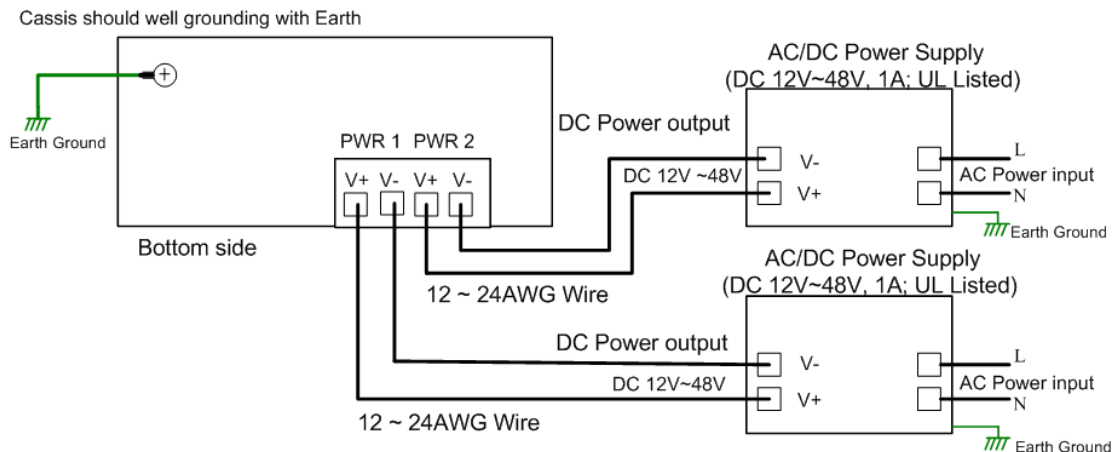 Cassis should well grounding with Earth
Earth Ground
PWR 1 PWR 2
V+ V- V+ V-
Bottom side
12 ~ 24AWG Wire
12 ~ 24AWG Wire
AC/DC Power Supply
(DC 12V~48V, 1A; UL Listed)
DC Power output
DC 12V ~48V
V-
V+
L
AC Power input
N
Earth Ground
AC/DC Power Supply
(DC 12V~48V, 1A; UL Listed)
DC Power output
DC 12V~48V
V-
V+
L
AC Power input
N
Earth Ground